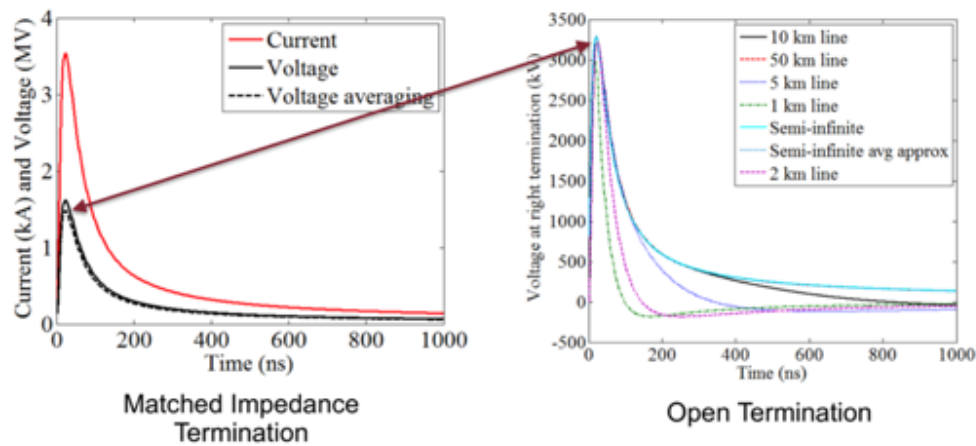 4
3
2
1
0
Current (kA) and Voltage (MV)
Current
Voltage
Voltage averaging
0 200 400 600 800 1000
Time (ns)
Matched Impedance
Termination
3500
3000
2500
2000
1500
1000
500
0
-500
Voltage at right termination (kV)
10 km line
50 km line
5 km line
1 km line
Semi-infinite
Semi-infinite avg approx
2 km line
0 200 400 600 800 1000
Time (ns)
Open Termination